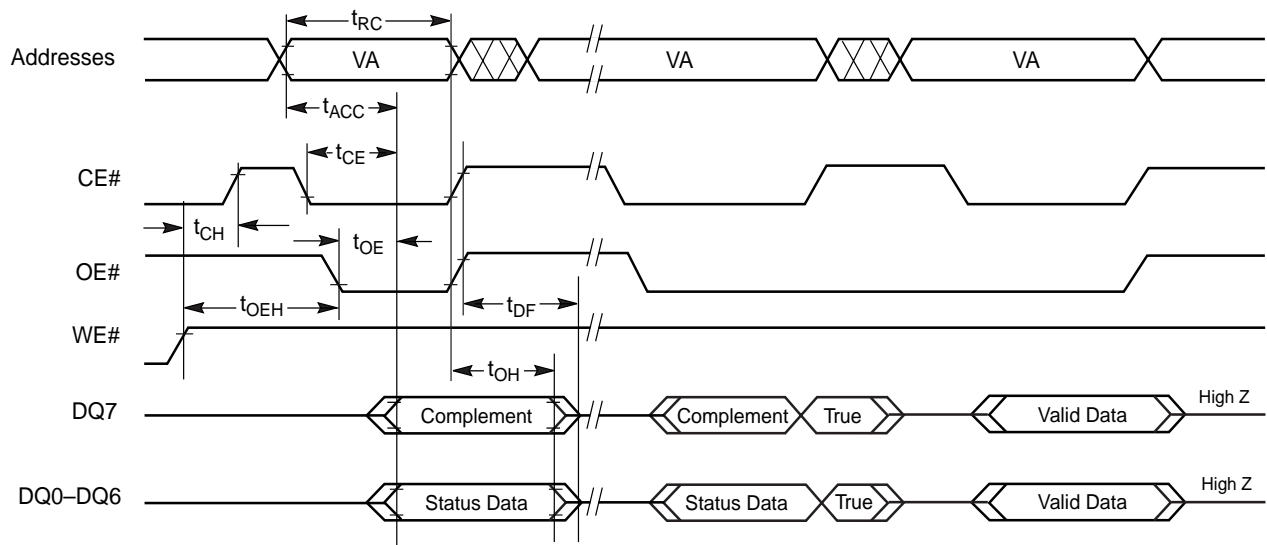 tRC
Addresses VA VA VA
tACC
tCE
CE#
tCH tOE
OE#
tOEH tDF
WE#
tOH
DQ7 Complement Complement True Valid Data High Z
DQ0–DQ6 Status Data Status Data True Valid Data High Z